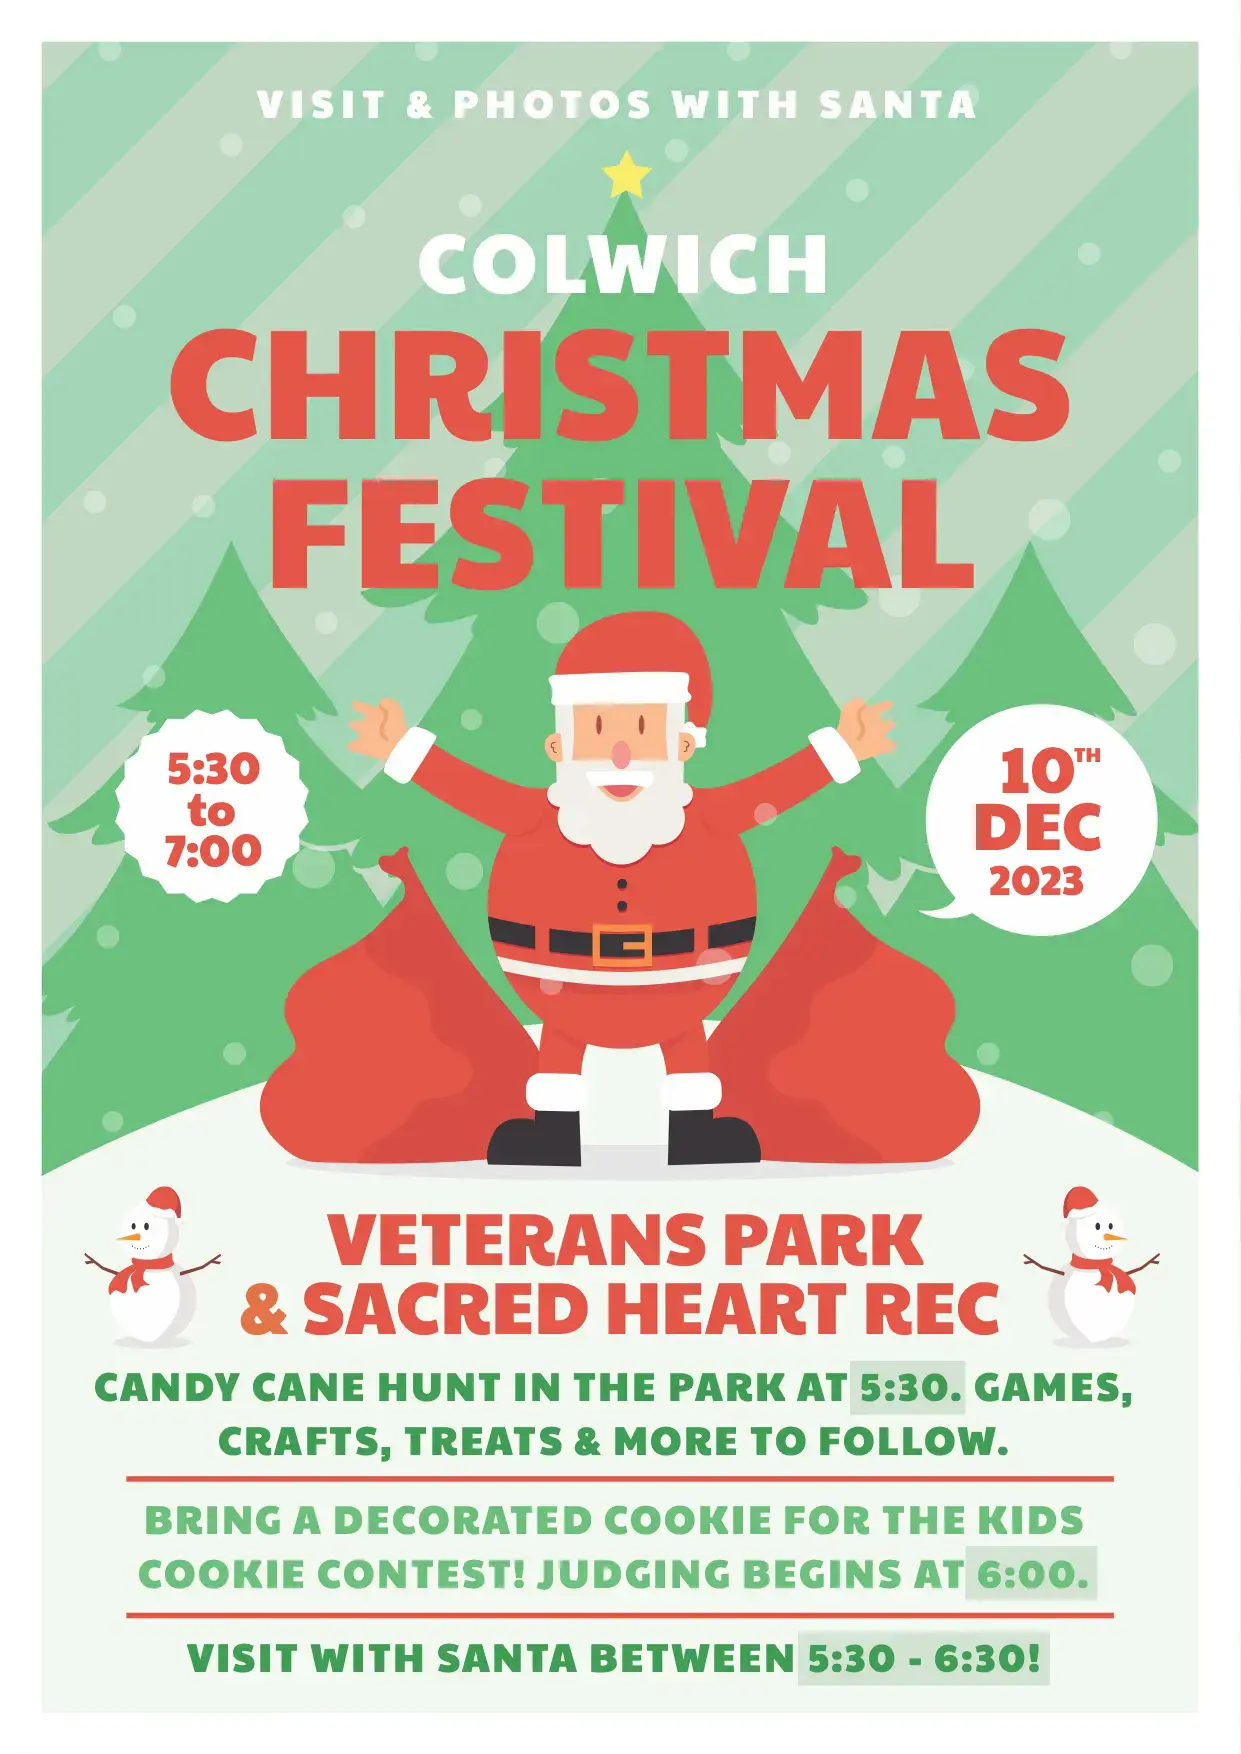 VISIT & PHOTOS WITH SANTA
COLWICH
CHRISTMAS
FESTIVAL
5:30
to
7:00
10TH
DEC
2023
VETERANS PARK
& SACRED HEART REC
CANDY CANE HUNT IN THE PARK AT 5:30. GAMES,
CRAFTS, TREATS & MORE TO FOLLOW.
BRING A DECORATED COOKIE FOR THE KIDS
COOKIE CONTEST! JUDGING BEGINS AT 6:00.
VISIT WITH SANTA BETWEEN 5:30 - 6:30!